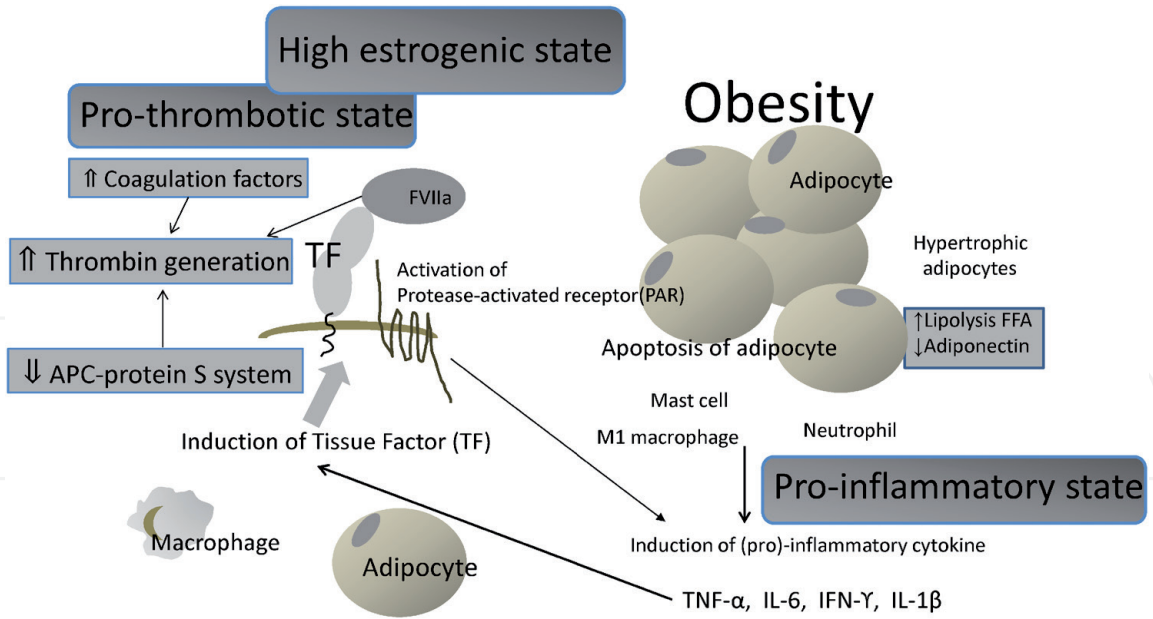 High estrogenic state
Pro-thrombotic state
⇑ Coagulation factors
FVIIa
⇑ Thrombin generation
TF
Activation of
Protease-activated receptor(PAR)
⇓ APC-protein S system
Induction of Tissue Factor (TF)
Macrophage
Adipocyte
Obesity
Adipocyte
Hypertrophic
adipocytes
↑Lipolysis FFA
↓Adiponectin
Apoptosis of adipocyte
Mast cell
M1 macrophage
Neutrophil
Pro-inflammatory state
Induction of (pro)-inflammatory cytokine
TNF-α, IL-6, IFN-ϒ, IL-1β